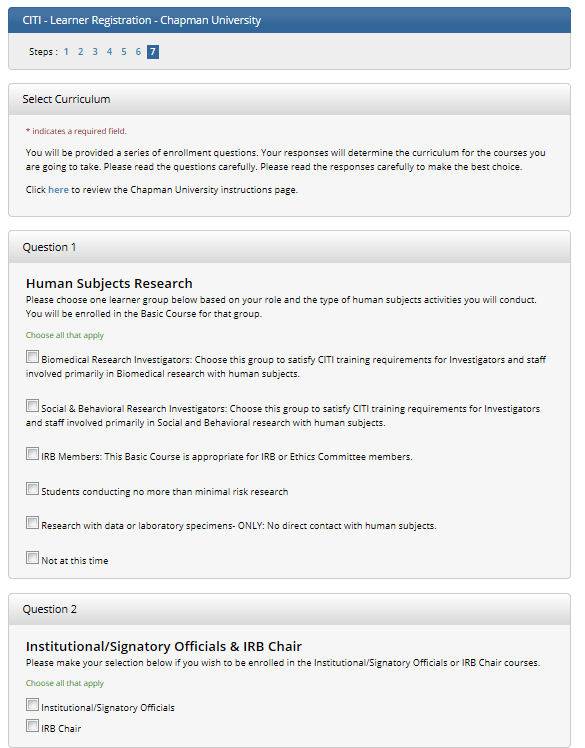 CITI - Learner Registration - Chapman University
Steps : 1 2 3 4 5 6 7
Select Curriculum
* indicates a required field.
You will be provided a series of enrollment questions. Your responses will determine the curriculum for the courses you
are going to take. Please read the questions carefully. Please read the responses carefully to make the best choice.
Click here to review the Chapman University instructions page.
Question 1
Human Subjects Research
Please choose one learner group below based on your role and the type of human subjects activities you will conduct.
You will be enrolled in the Basic Course for that group.
Choose all that apply
Biomedical Research Investigators: Choose this group to satisfy CITI training requirements for Investigators and staff
involved primarily in Biomedical research with human subjects.
Social & Behavioral Research Investigators: Choose this group to satisfy CITI training requirements for Investigators
and staff involved primarily in Social and Behavioral research with human subjects.
IRB Members: This Basic Course is appropriate for IRB or Ethics Committee members.
Students conducting no more than minimal risk research
Research with data or laboratory specimens- ONLY: No direct contact with human subjects.
Not at this time
Question 2
Institutional/Signatory Officials & IRB Chair
Please make your selection below if you wish to be enrolled in the Institutional/Signatory Officials or IRB Chair courses.
Choose all that apply
Institutional/Signatory Officials
IRB Chair